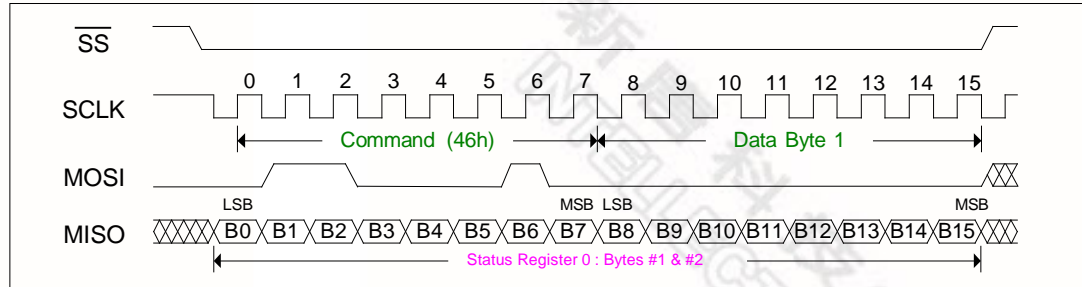 SS
0 1 2 3 4 5 6 7 8 9 10 11 12 13 14 15
SCLK
Command (46h) Data Byte 1
MOSI
LSB MSB LSB MSB
MISO B0 B1 B2 B3 B4 B5 B6 B7 B8 B9 B10 B11 B12 B13 B14 B15
Status Register 0 : Bytes #1 & #2